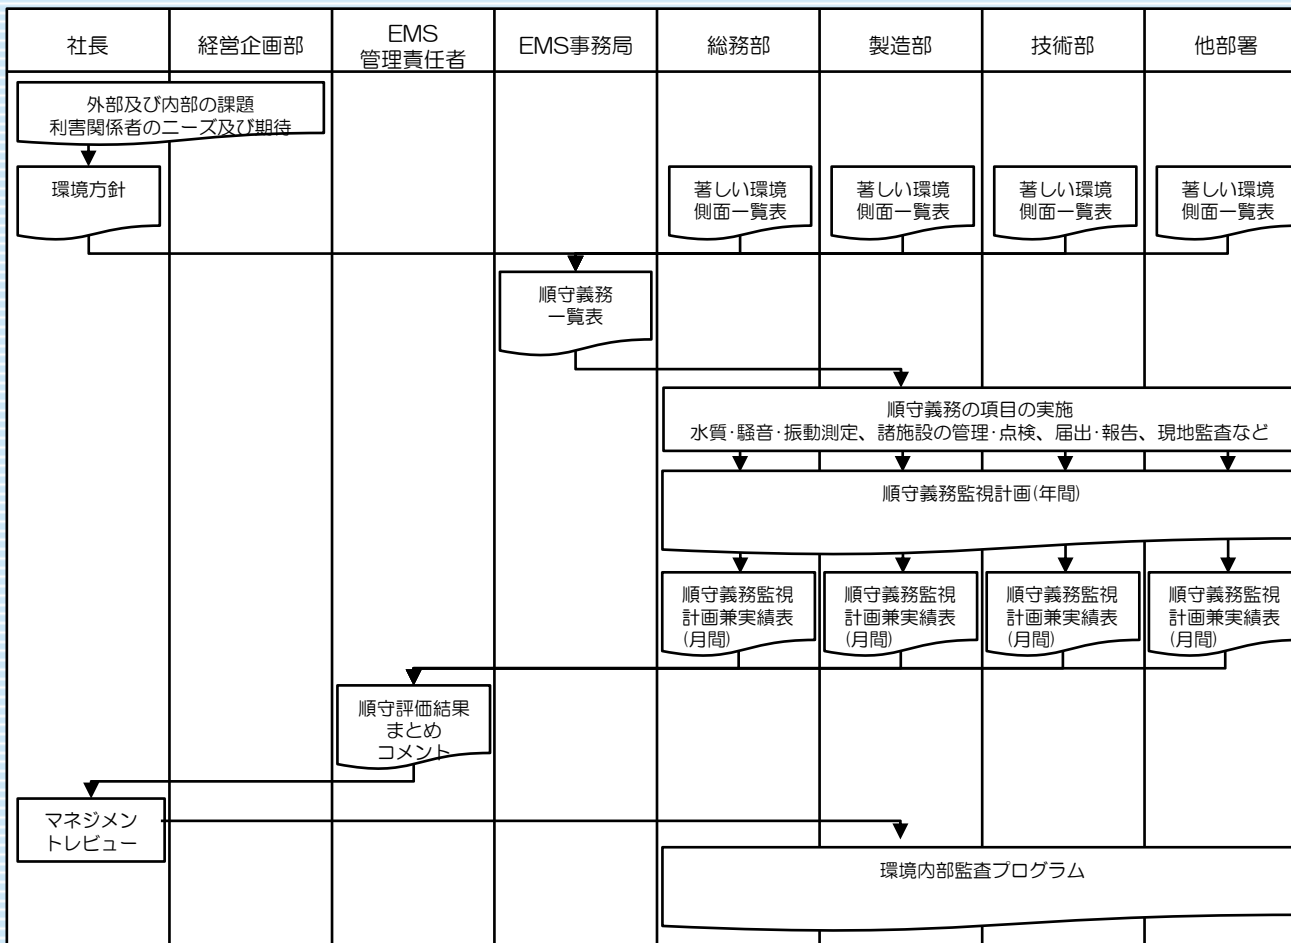 社長
経営企画部
EMS
管理責任者
EMS事務局
総務部
製造部
技術部
他部署
外部及び内部の課題
利害関係者のニーズ及び期待
環境方針
著しい環境
側面一覧表
著しい環境
側面一覧表
著しい環境
側面一覧表
著しい環境
側面一覧表
順守義務
一覧表
順守義務の項目の実施
水質･騒音･振動測定、諸施設の管理･点検、届出･報告、現地監査など
順守義務監視計画(年間)
順守義務監視
計画兼実績表
(月間)
順守義務監視
計画兼実績表
(月間)
順守義務監視
計画兼実績表
(月間)
順守義務監視
計画兼実績表
(月間)
順守評価結果
まとめ
コメント
マネジメン
トレビュー
環境内部監査プログラム